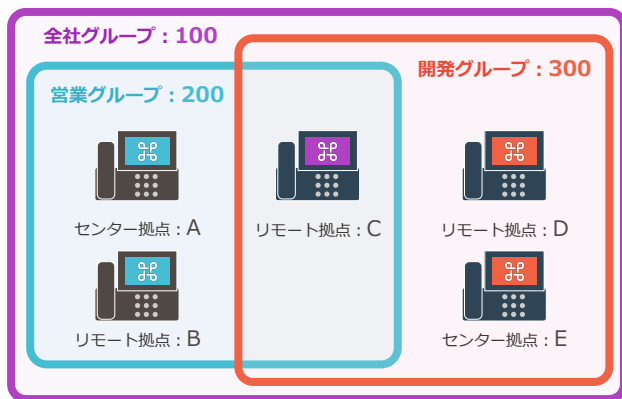 全社グループ：100
開発グループ：300
営業グループ：200
センター拠点：A
リモート拠点：C
リモート拠点：D
リモート拠点：B
センター拠点：E